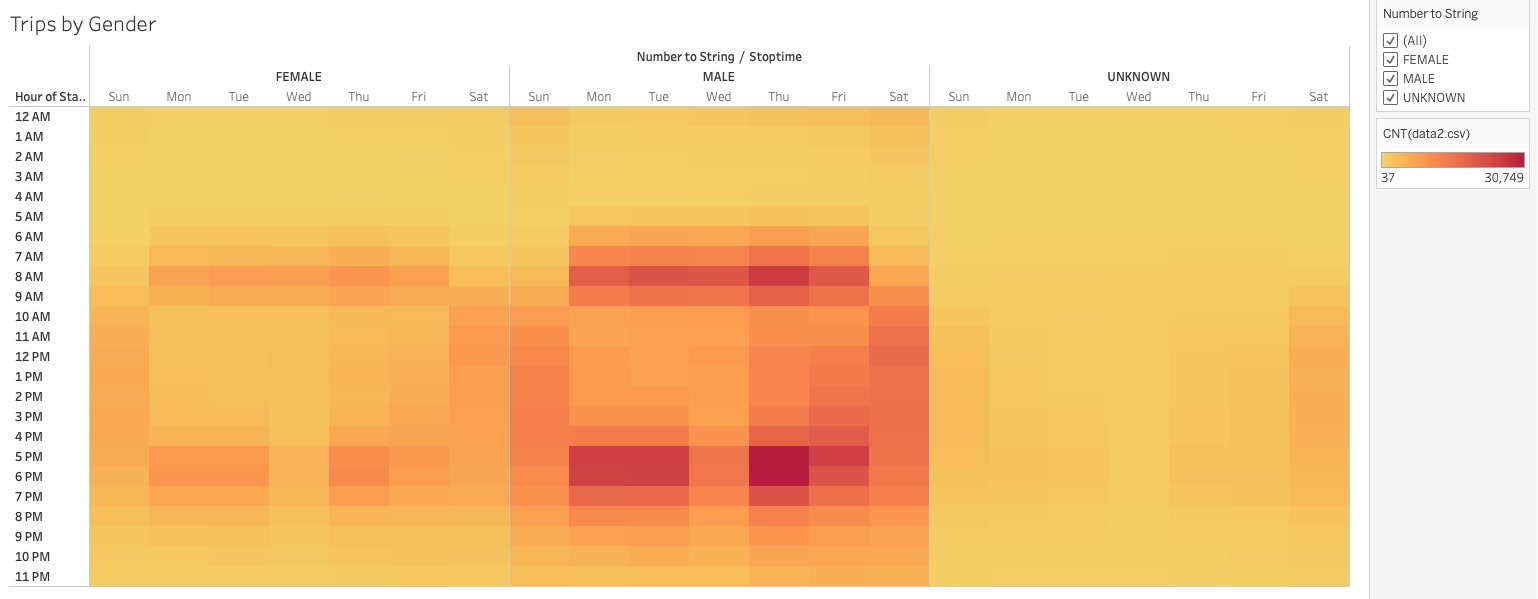 Trips by Gender
Number to String / Stoptime
FEMALE MALE UNKNOWN
Hour of Sta.. Sun Mon Tue Wed Thu Fri Sat Sun Mon Tue Wed Thu Fri Sat Sun Mon Tue Wed Thu Fri Sat
12 AM
1 AM
2 AM
3 AM
4 AM
5 AM
6 AM
7 AM
8 AM
9 AM
10 AM
11 AM
12 PM
1 PM
2 PM
3 PM
4 PM
5 PM
6 PM
7 PM
8 PM
9 PM
10 PM
11 PM
Number to String
(All)
FEMALE
MALE
UNKNOWN
CNT(data2.csv)
37 30,749